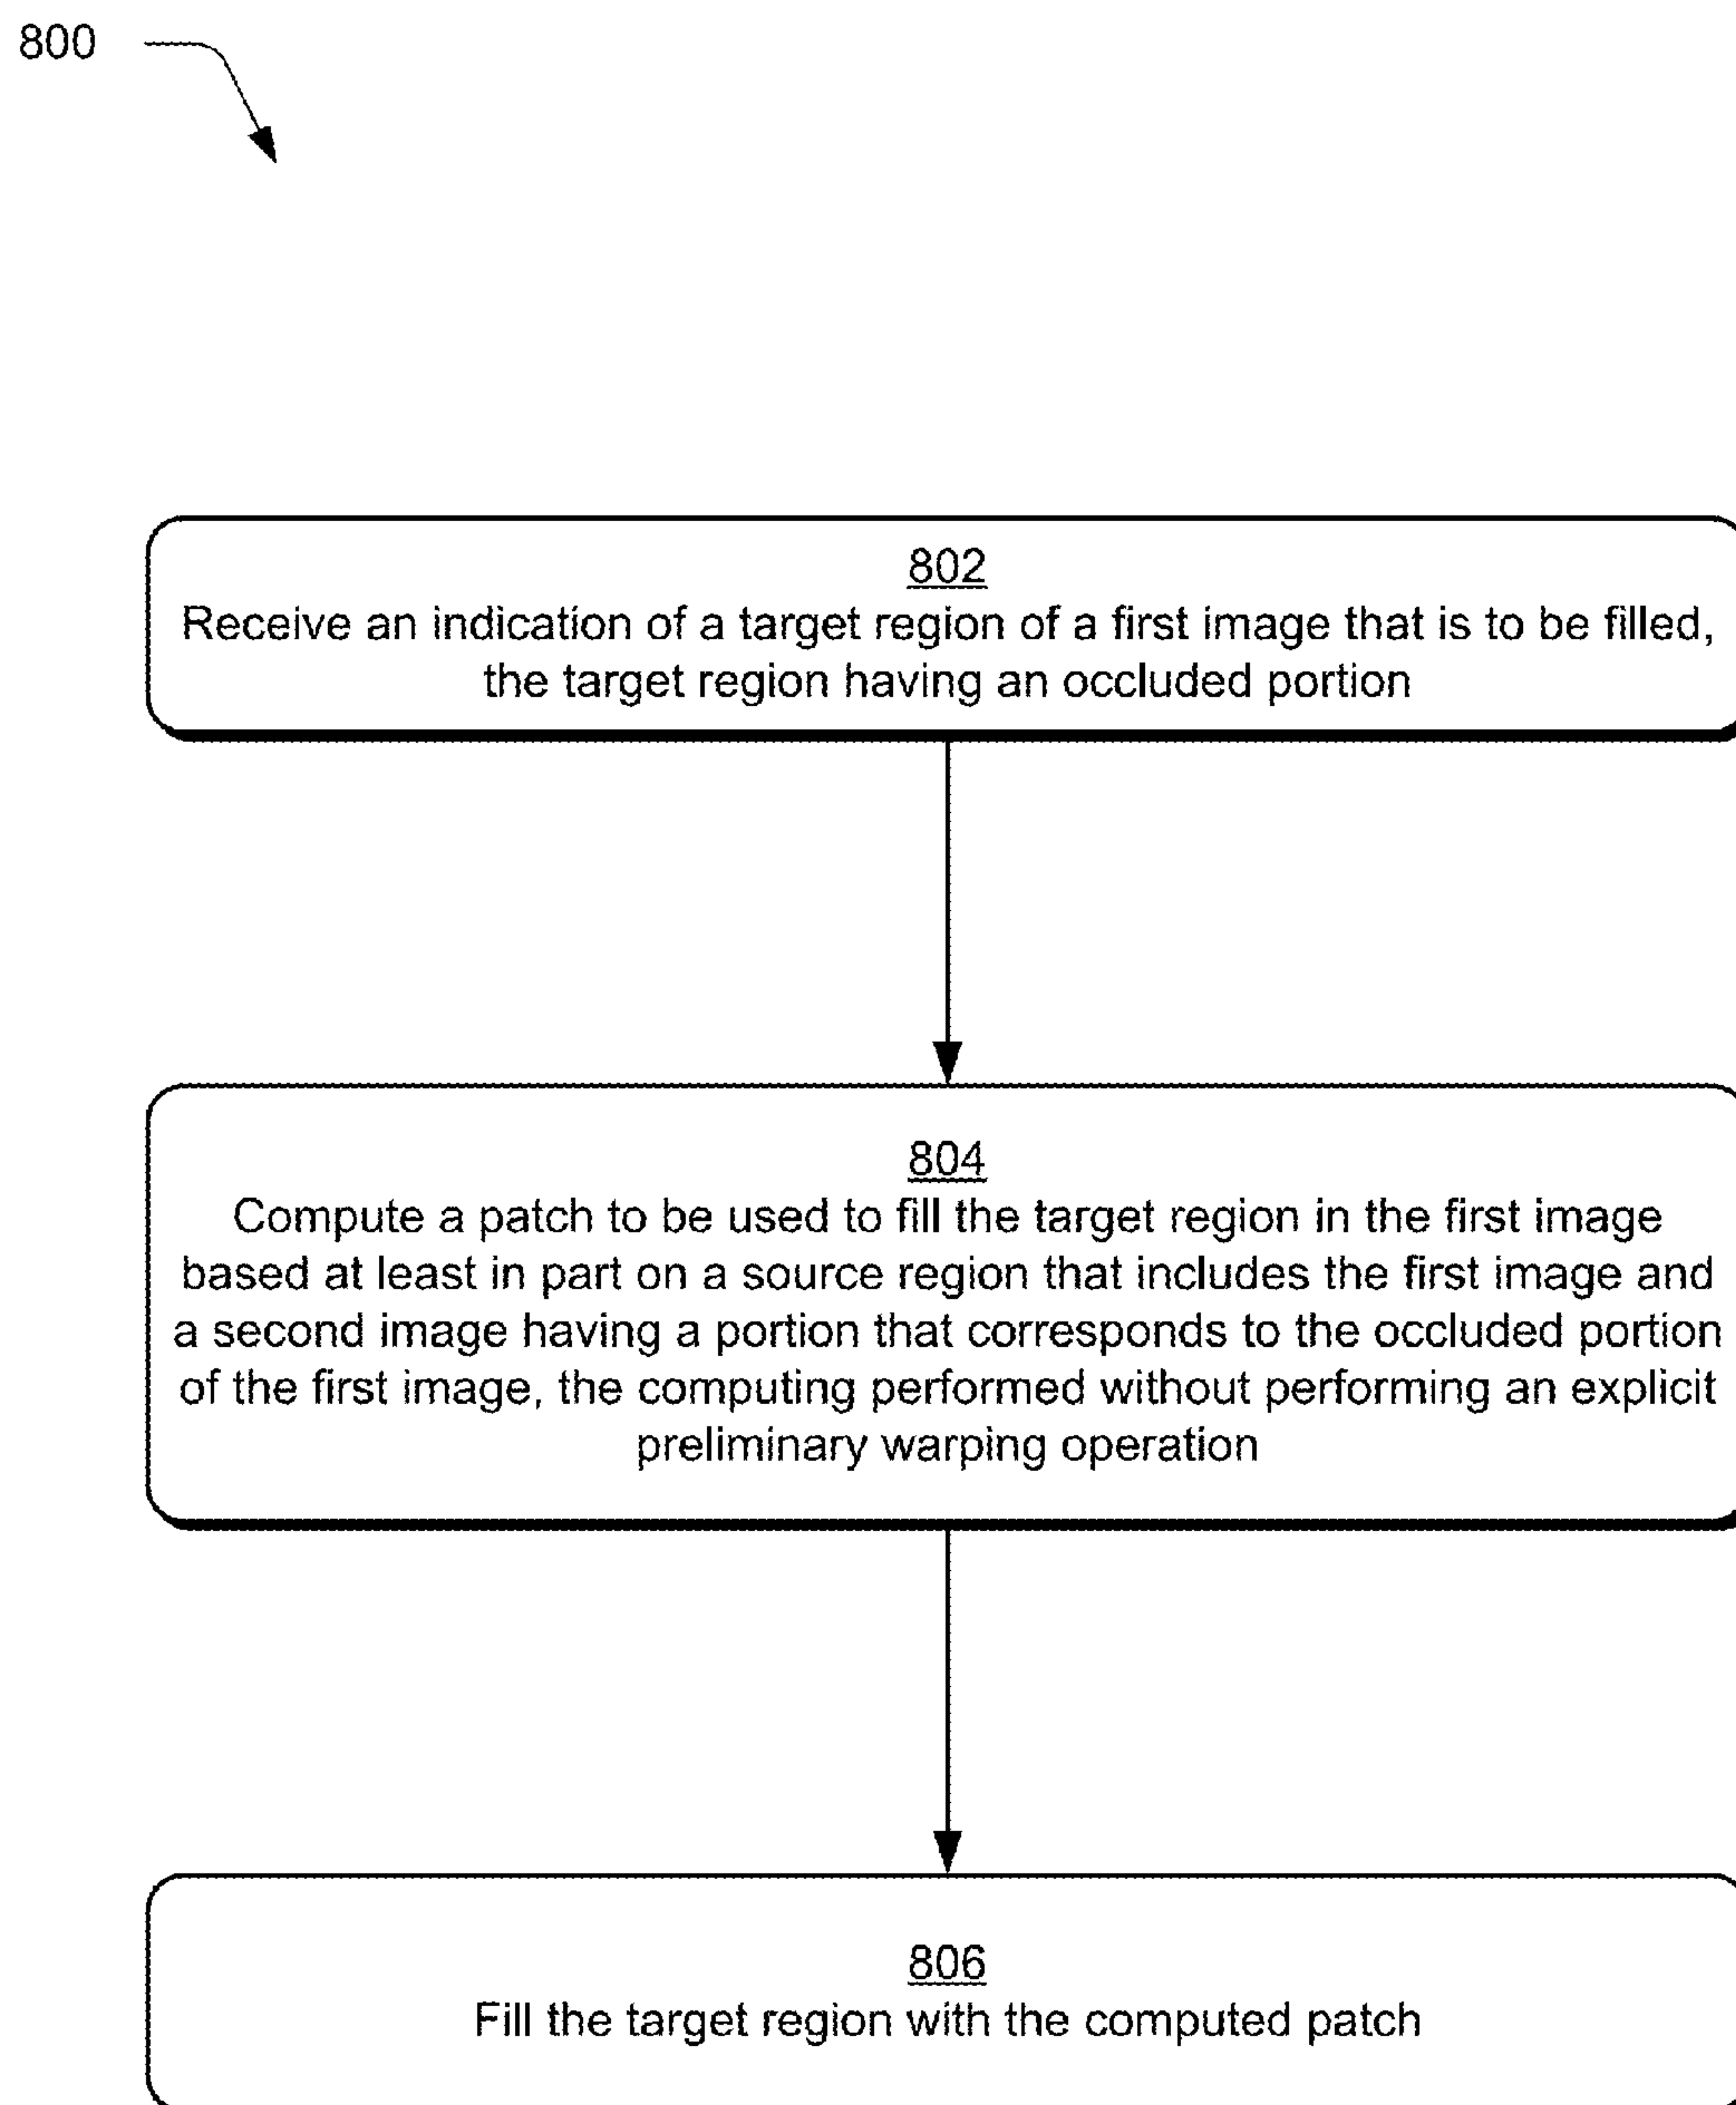 800
802
Receive an indication of a target region of a first image that is to be filled,
the target region having an occluded portion
804
Compute a patch to be used to fill the target region in the first image
based at least in part on a source region that includes the first image and
a second image having a portion that corresponds to the occluded portion
of the first image, the computing performed without performing an explicit
preliminary warping operation
806
Fill the target region with the computed patch